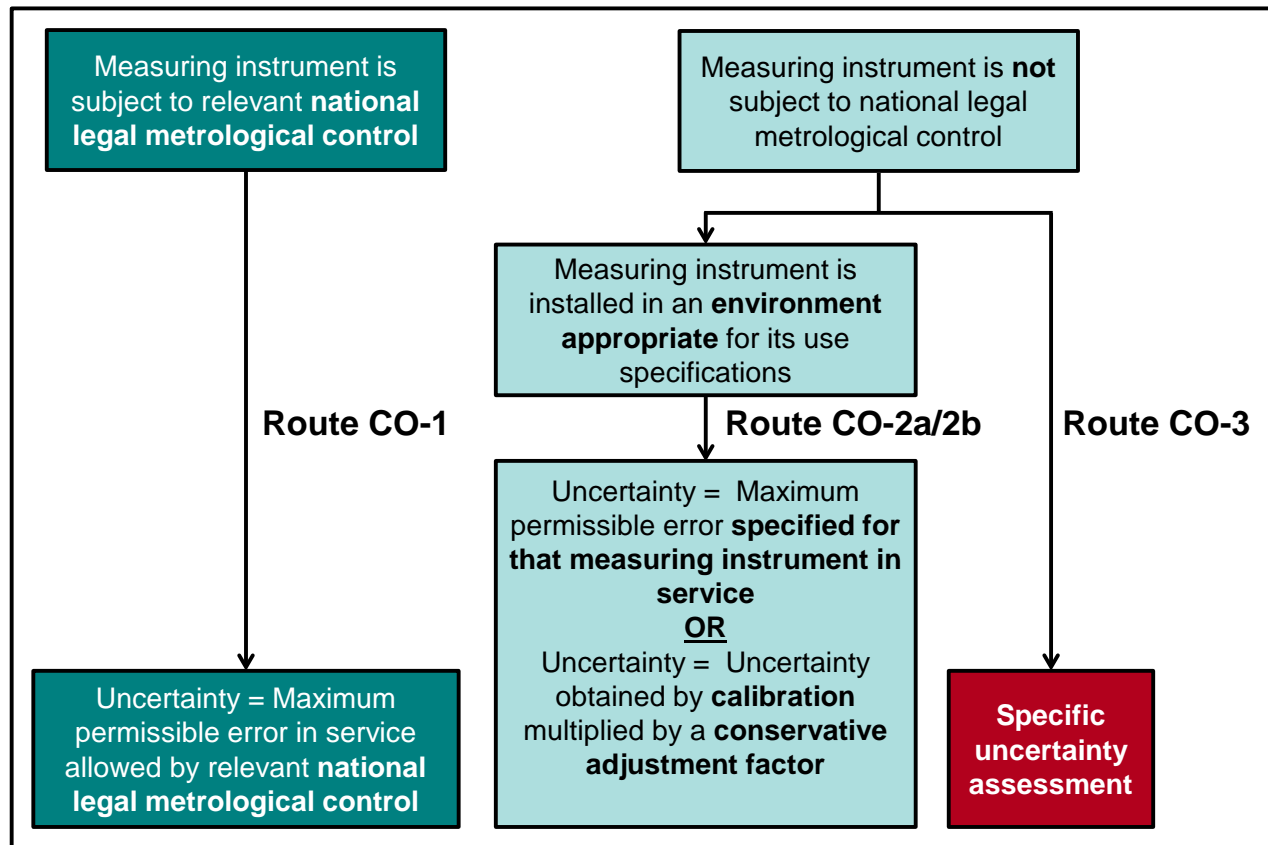 Measuring instrument is
subject to relevant national
legal metrological control
Measuring instrument is not
subject to national legal
metrological control
Measuring instrument is
installed in an environment
appropriate for its use
specifications
Route CO-1
Route CO-2a/2b
Route CO-3
Uncertainty = Maximum
permissible error in service
allowed by relevant national
legal metrological control
Uncertainty = Maximum
permissible error specified for
that measuring instrument in
service
OR
Uncertainty = Uncertainty
obtained by calibration
multiplied by a conservative
adjustment factor
Specific
uncertainty
assessment